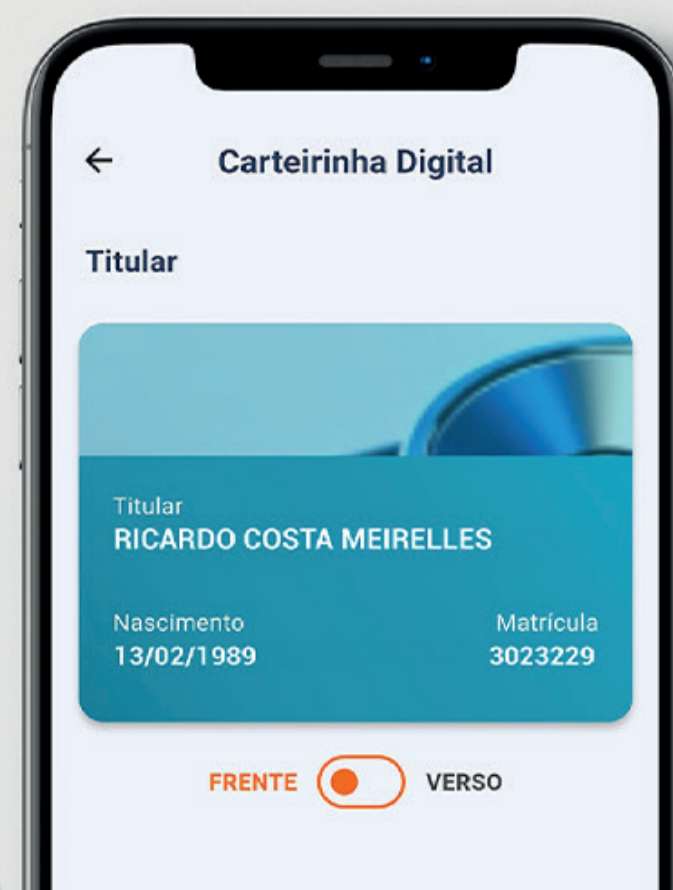 Carteirinha Digital
Titular
Titular
RICARDO COSTA MEIRELLES
Nascimento
Matrícula
13/02/1989
3023229
FRENTE
VERSO